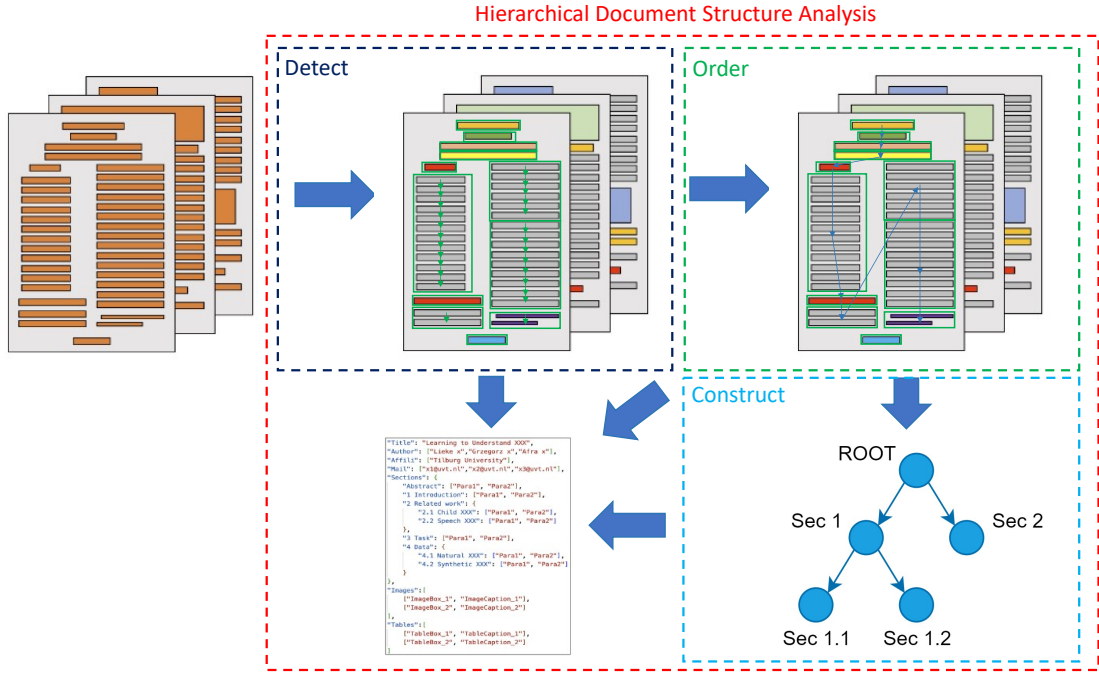 Hierarchical Document Structure Analysis
Detect
Order
"Title": "Learning to Understand XXX",
"Author": ["Lieke x","Grzegarz x","Afra x"],
"Affili": ["Tilburg University"],
"Mail": ["x1@uvt.nl","x2@uvt.nl","x3@uvt.nl"],
"Sections": {
"Abstract": ["Para1", "Para2"],
"1 Introduction": ["Para1", "Para2"],
"2 Related work": {
"2.1 Child XXX": ["Para1", "Para2"],
"2.2 Speech XXX": ["Para1", "Para2"]
},
"3 Task": ["Para1", "Para2"],
"4 Data": {
"4.1 Natural XXX": ["Para1", "Para2"],
"4.2 Synthetic XXX": ["Para1", "Para2"]
}
},
"Images":[
["ImageBox_1", "ImageCaption_1"],
["ImageBox_2", "ImageCaption_2"]
],
"Tables":[
["TableBox_1", "TableCaption_1"],
["TableBox_2", "TableCaption_2"]
]
Construct
ROOT
Sec 1
Sec 2
Sec 1.1
Sec 1.2